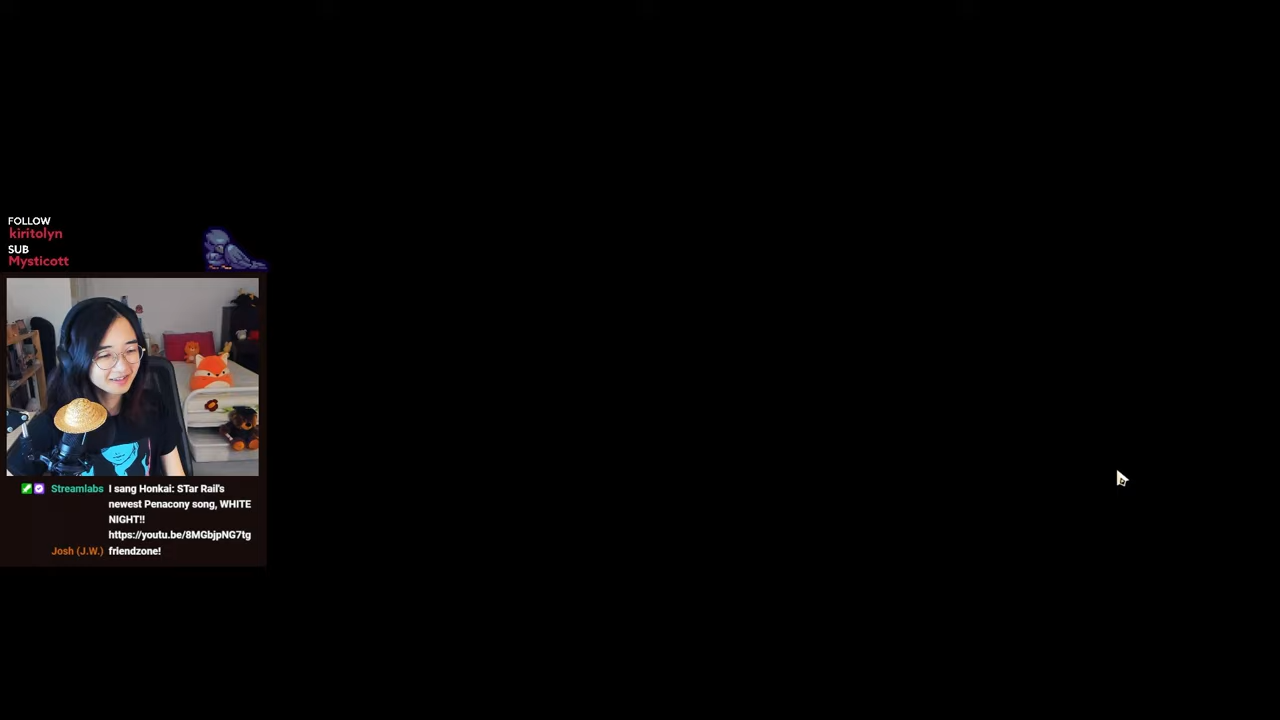 FOLLOW
kiritolyn
SUB
Mysticott
Streamlabs I sang Honkai: STar Rail's
newest Penacony song, WHITE
NIGHT!!
https://youtu.be/8MGbjpNG7tg
Josh (J.W.) friendzone!